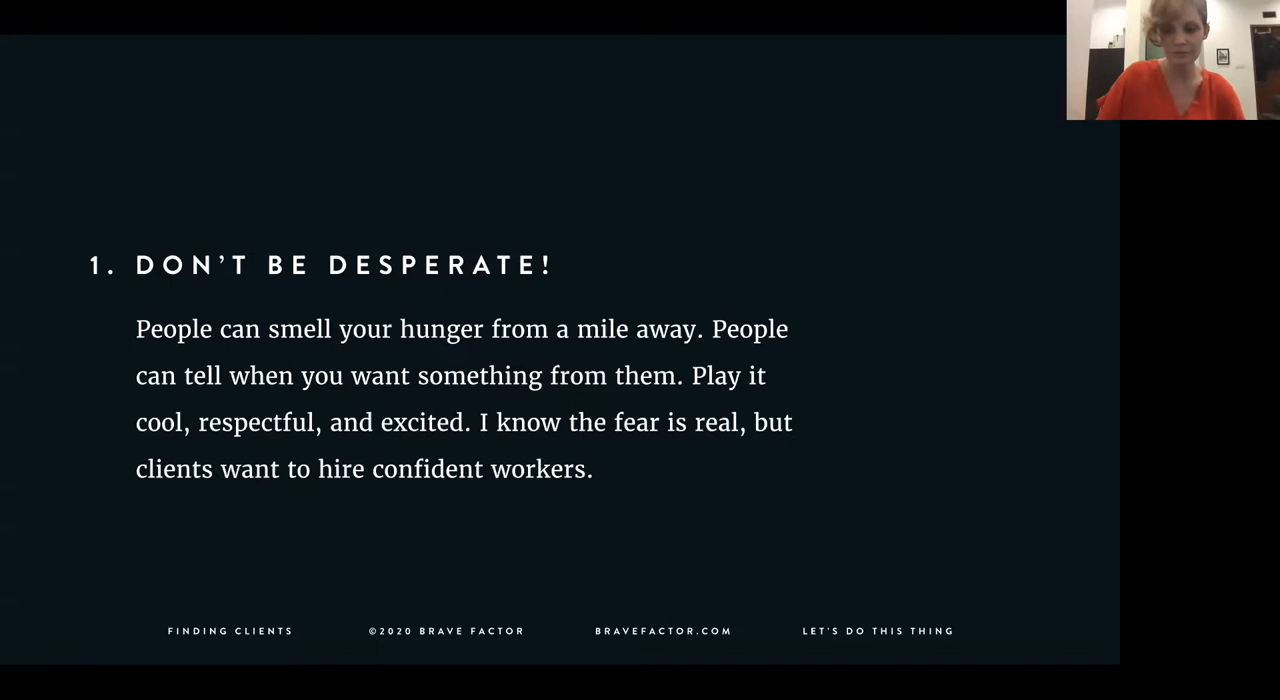 1. DON’T BE DESPERATE!
People can smell your hunger from a mile away. People
can tell when you want something from them. Play it
cool, respectful, and excited. I know the fear is real, but
clients want to hire confident workers.
FINDING CLIENTS ©2020 BRAVE FACTOR BRAVEFACTOR.COM LET’S DO THIS THING